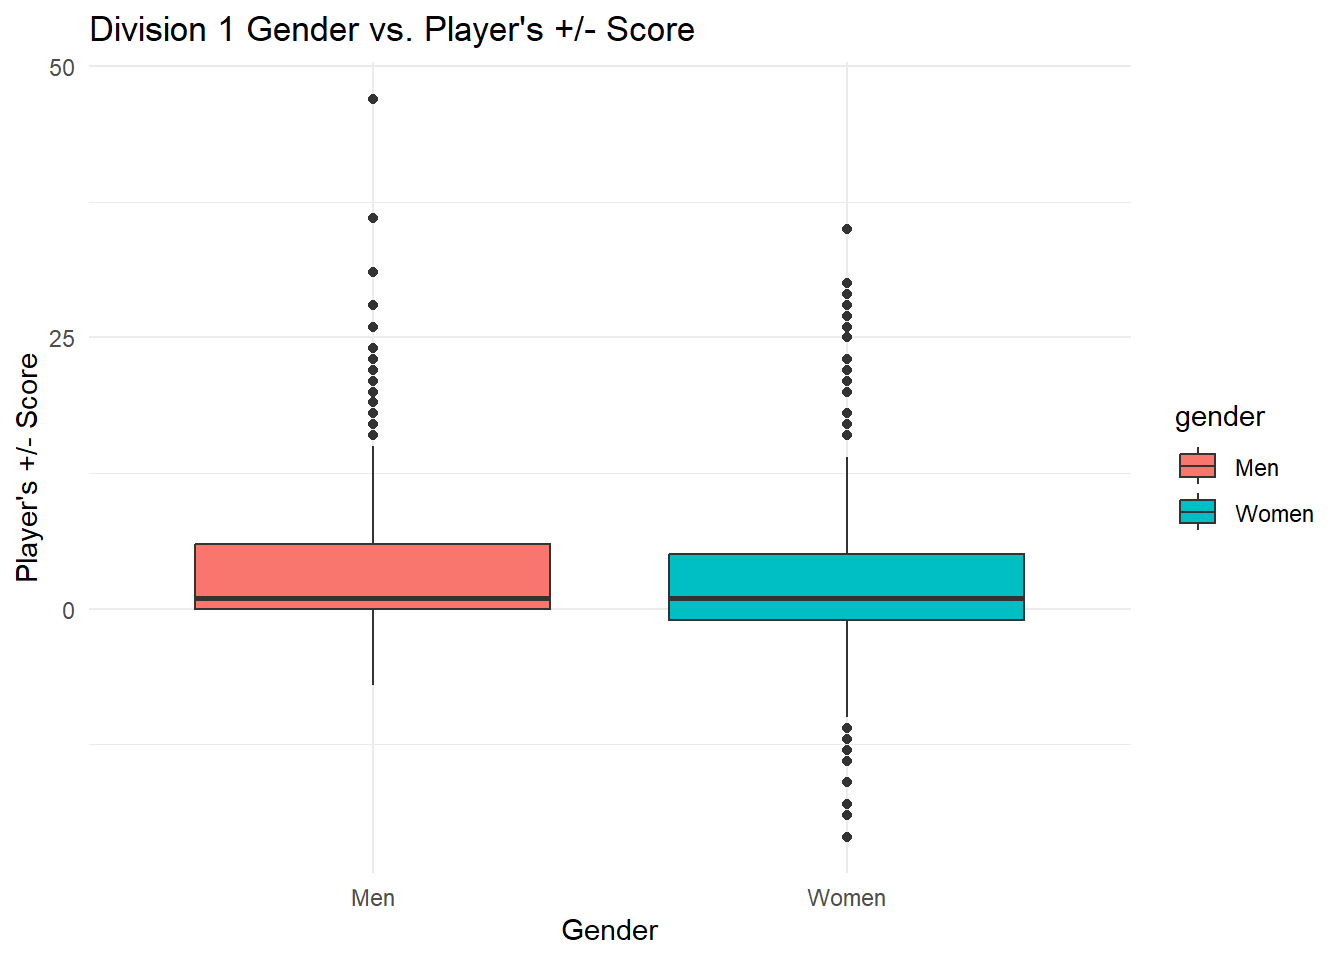 Division 1 Gender vs. Player's +/- Score
50
25
0
Player's +/- Score
Men
Women
Gender
gender
Men
Women